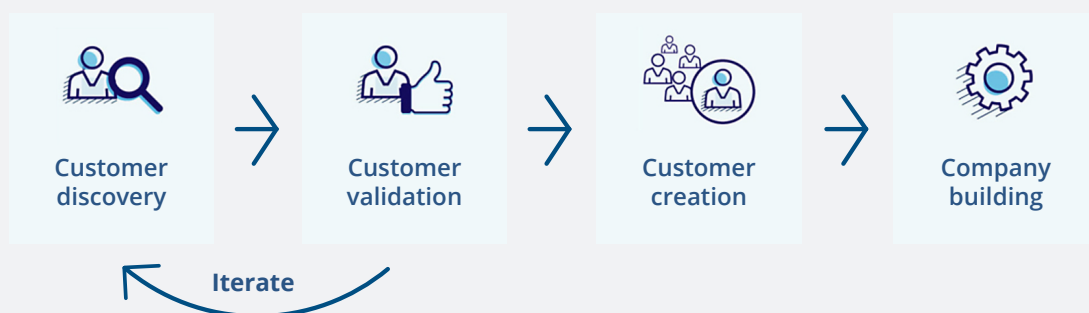 Customer
discovery
Customer
validation
Customer
creation
Company
building
Iterate